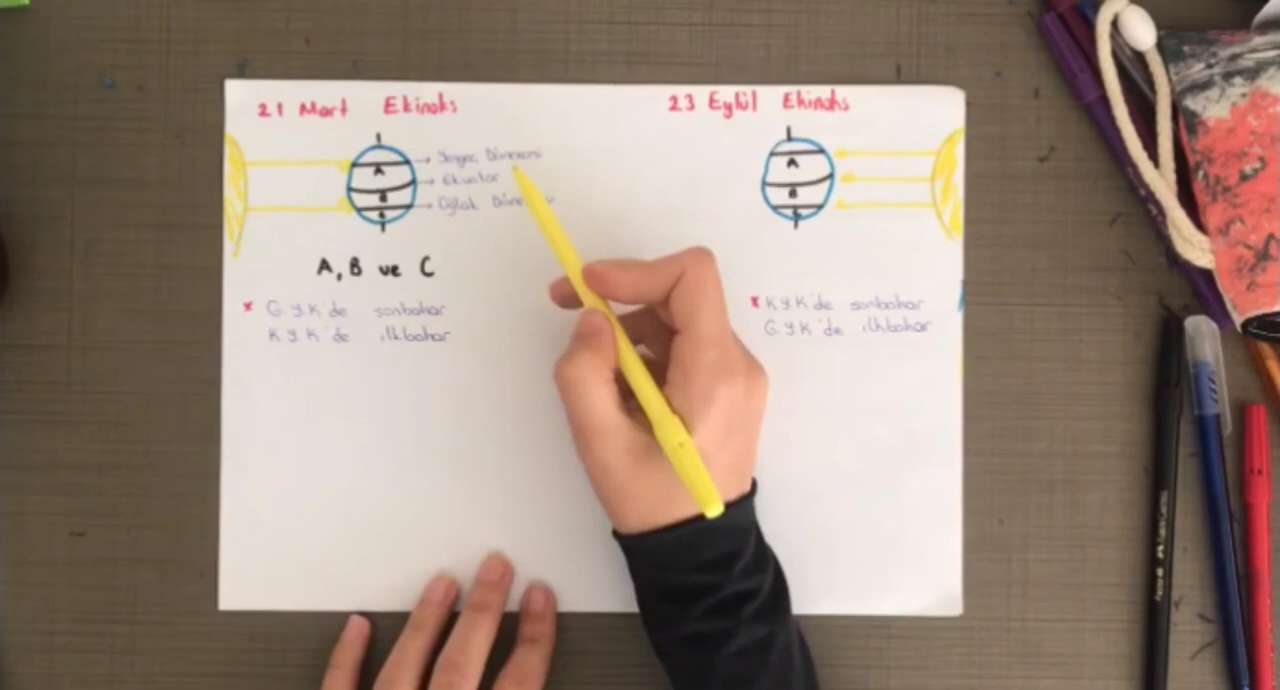 21 Mart Ekinoks
A
B
C
→ Yengeç Dönencesi
→ Ekvator
→ Oğlak
A, B ve C
* G.Y.K'de sonbahar
K.Y.K'de ilkbahar
23 Eylül Ekinoks
A
B
C
* K.Y.K'de sonbahar
G.Y.K'de ilkbahar